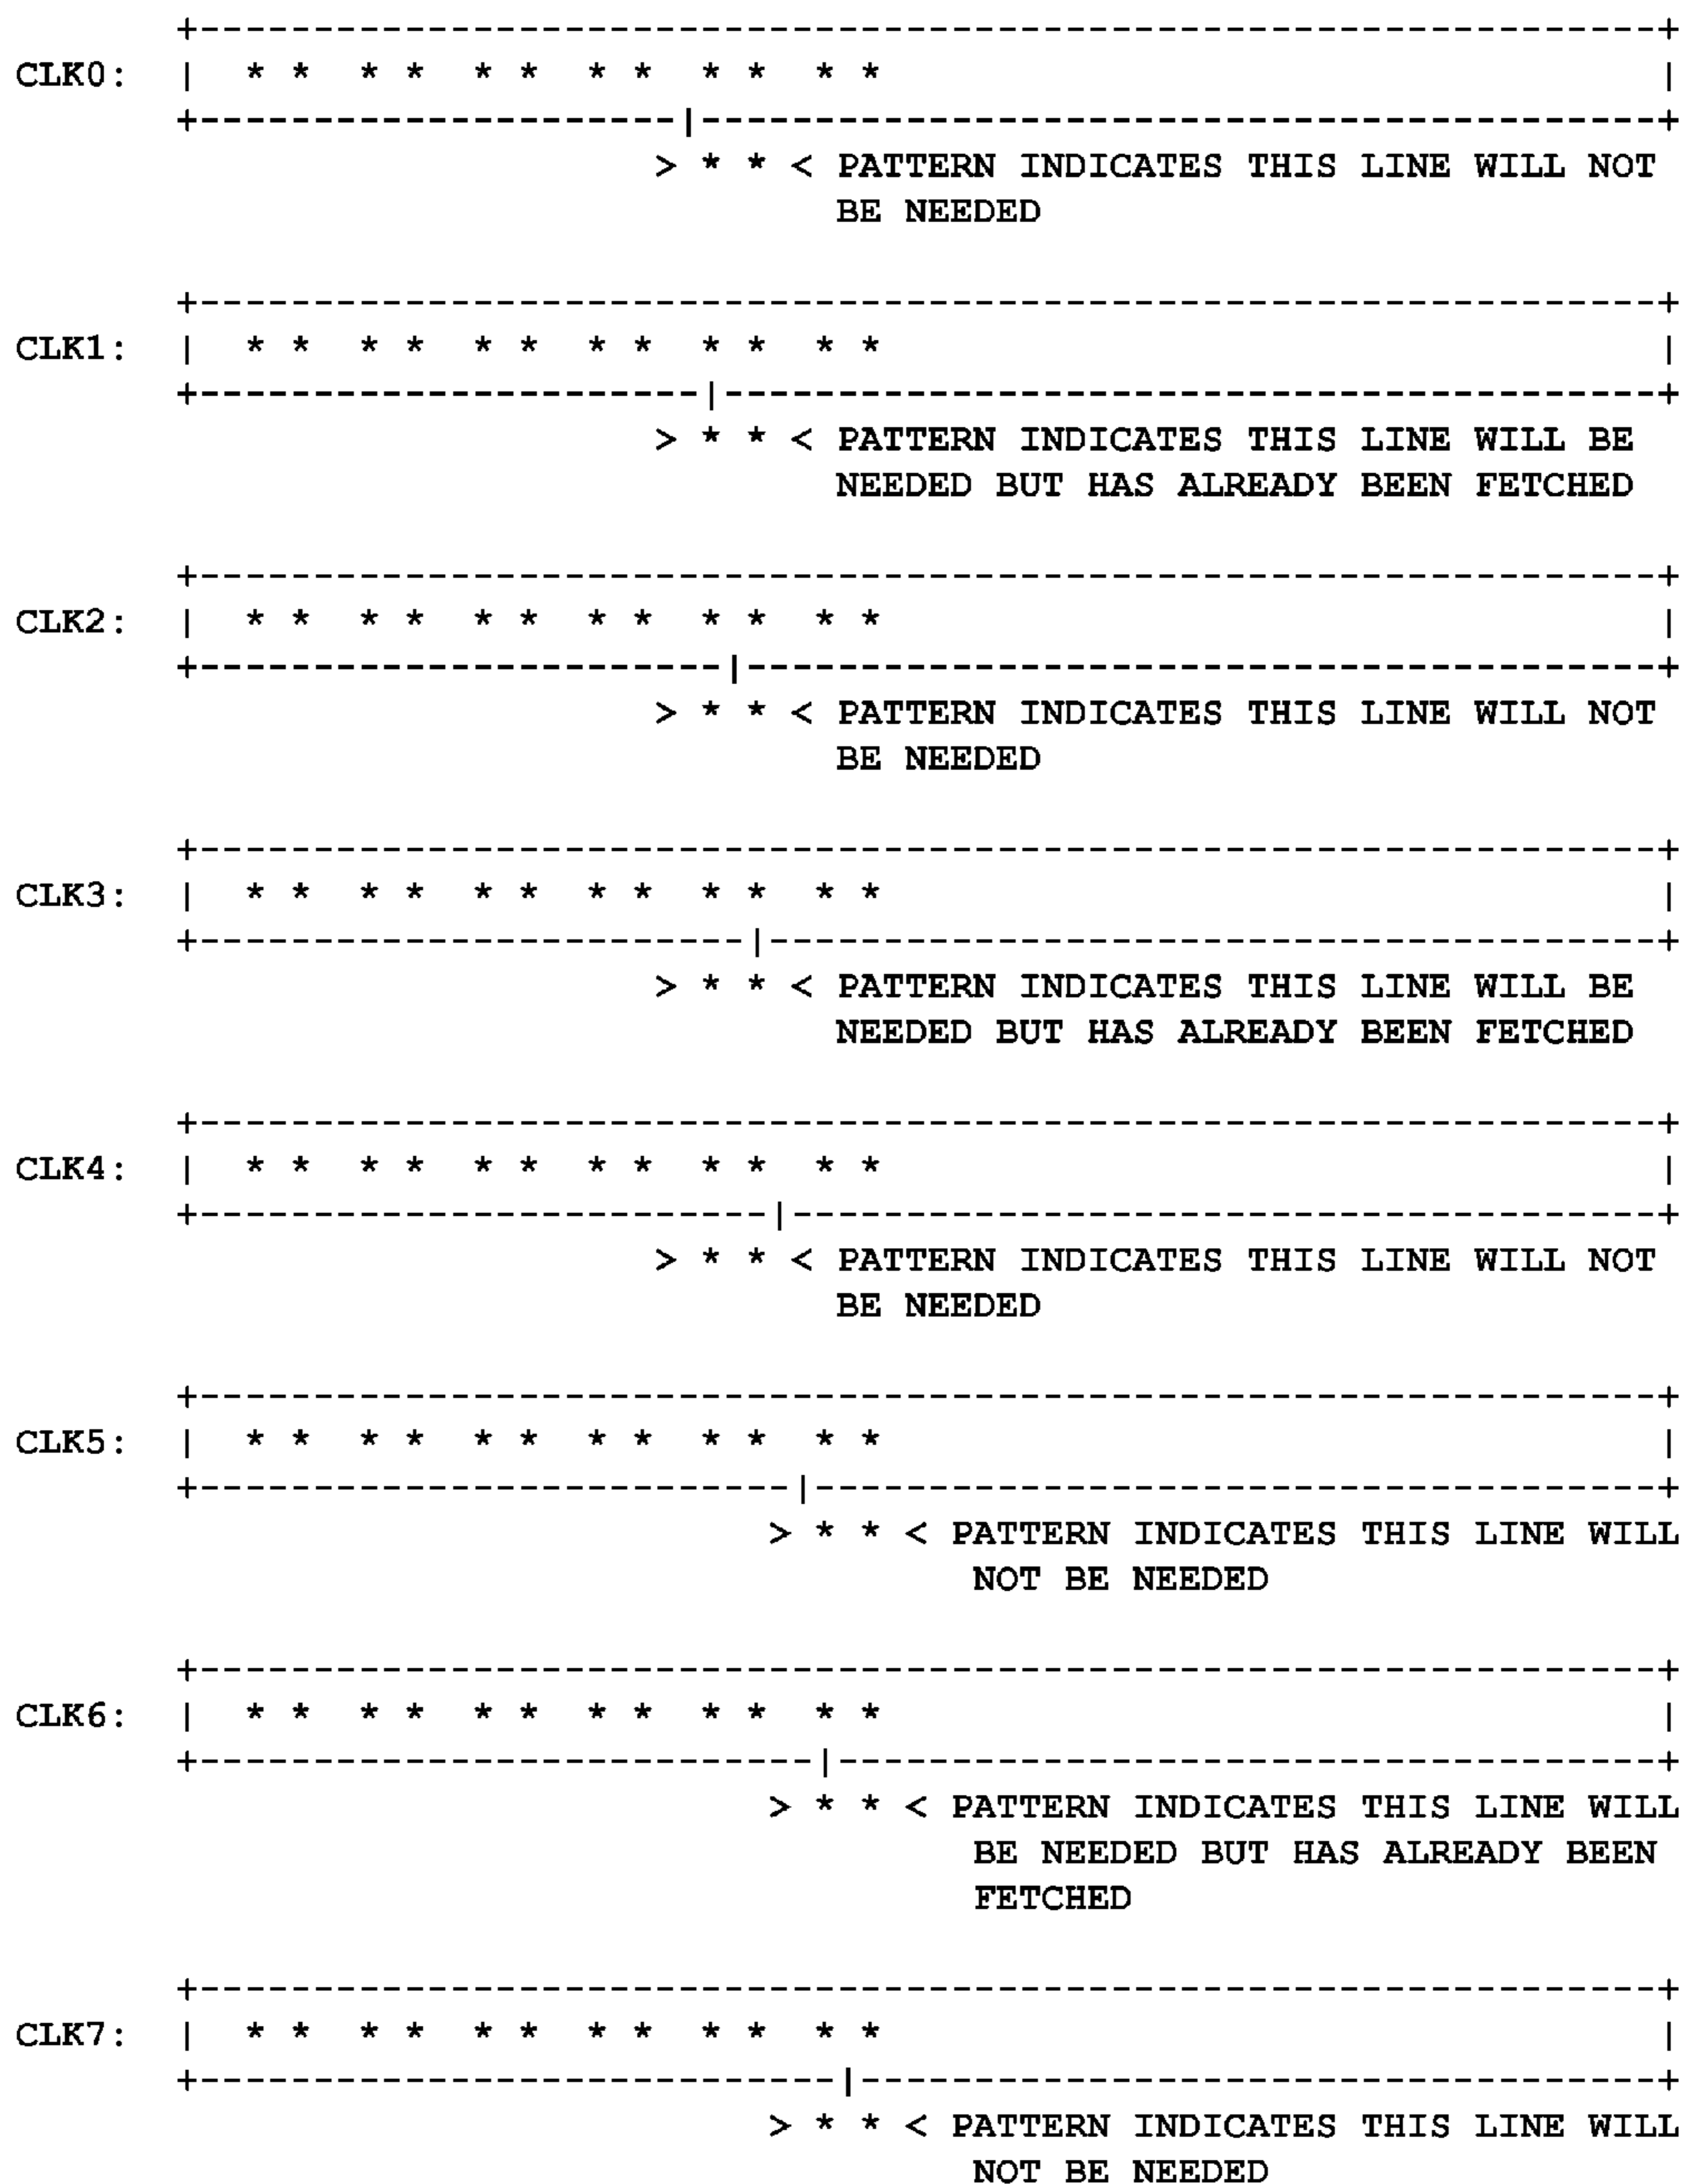 +----------------------------------------------------------------+
CLK0:  |  * *  * *  * *  * *  * *  * *                                  |
       +---------------------|------------------------------------------+
                            > * * < PATTERN INDICATES THIS LINE WILL NOT
                                    BE NEEDED
       +----------------------------------------------------------------+
CLK1:  |  * *  * *  * *  * *  * *  * *                                  |
       +----------------------|-----------------------------------------+
                            > * * < PATTERN INDICATES THIS LINE WILL BE
                                    NEEDED BUT HAS ALREADY BEEN FETCHED
       +----------------------------------------------------------------+
CLK2:  |  * *  * *  * *  * *  * *  * *                                  |
       +-----------------------|----------------------------------------+
                            > * * < PATTERN INDICATES THIS LINE WILL NOT
                                    BE NEEDED
       +----------------------------------------------------------------+
CLK3:  |  * *  * *  * *  * *  * *  * *                                  |
       +------------------------|---------------------------------------+
                            > * * < PATTERN INDICATES THIS LINE WILL BE
                                    NEEDED BUT HAS ALREADY BEEN FETCHED
       +----------------------------------------------------------------+
CLK4:  |  * *  * *  * *  * *  * *  * *                                  |
       +-------------------------|--------------------------------------+
                            > * * < PATTERN INDICATES THIS LINE WILL NOT
                                    BE NEEDED
       +----------------------------------------------------------------+
CLK5:  |  * *  * *  * *  * *  * *  * *                                  |
       +--------------------------|-------------------------------------+
                                 > * * < PATTERN INDICATES THIS LINE WILL
                                          NOT BE NEEDED
       +----------------------------------------------------------------+
CLK6:  |  * *  * *  * *  * *  * *  * *                                  |
       +---------------------------|------------------------------------+
                                 > * * < PATTERN INDICATES THIS LINE WILL
                                          BE NEEDED BUT HAS ALREADY BEEN
                                          FETCHED
       +----------------------------------------------------------------+
CLK7:  |  * *  * *  * *  * *  * *  * *                                  |
       +----------------------------|-----------------------------------+
                                 > * * < PATTERN INDICATES THIS LINE WILL
                                          NOT BE NEEDED